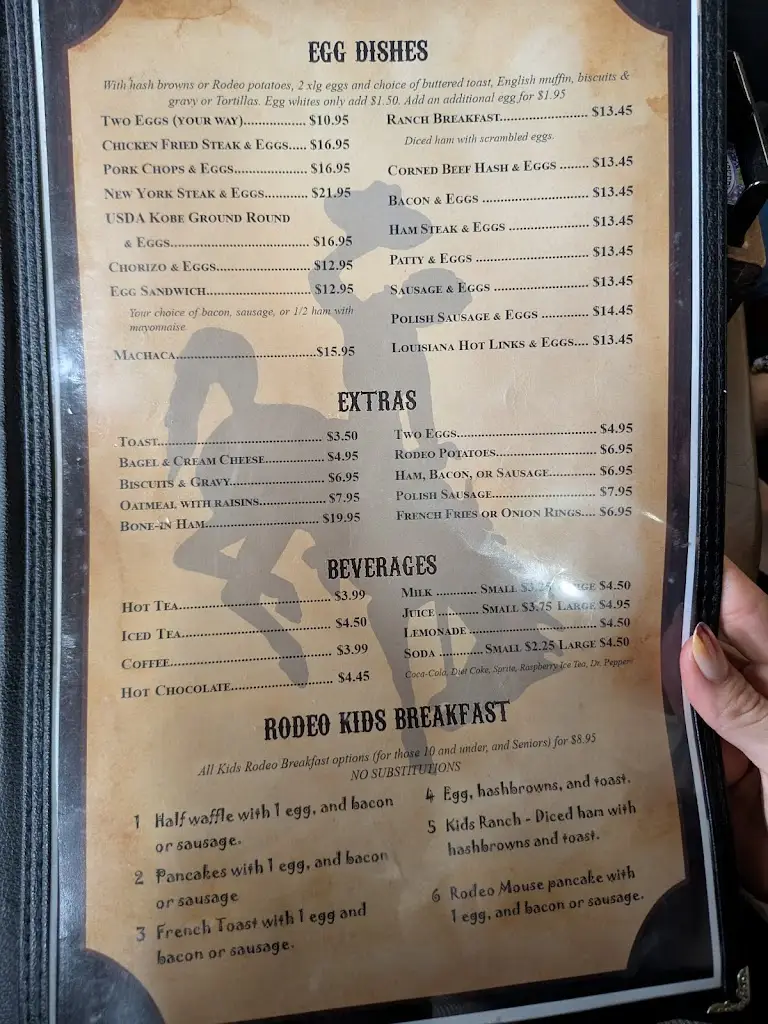 EGG DISHES
With hash browns or Rodeo potatoes, 2 xlg eggs and choice of buttered toast, English muffin, biscuits &
gravy or Tortillas. Egg whites only add $1.50. Add an additional egg for $1.95
Two Eggs (your way)................. $10.95
Chicken Fried Steak & Eggs..... $16.95
Pork Chops & Eggs..................... $16.95
New York Steak & Eggs............. $21.95
USDA Kobe Ground Round
& Eggs......................................... $16.95
Chorizo & Eggs........................... $12.95
Egg Sandwich.............................. $12.95
Your choice of bacon, sausage, or 1/2 ham with
mayonnaise
Machaca.........................................$15.95
Ranch Breakfast........................... $13.45
Diced ham with scrambled eggs.
Corned Beef Hash & Eggs ........ $13.45
Bacon & Eggs ............................... $13.45
Ham Steak & Eggs ........................ $13.45
Patty & Eggs ................................. $13.45
Sausage & Eggs ............................ $13.45
Polish Sausage & Eggs ............... $14.45
Louisiana Hot Links & Eggs.... $13.45
EXTRAS
Toast................................................ $3.50
Bagel & Cream Cheese................. $4.95
Biscuits & Gravy........................... $6.95
Oatmeal with raisins.................... $7.95
Bone-in Ham.................................. $19.95
Two Eggs......................................... $4.95
Rodeo Potatoes.............................. $6.95
Ham, Bacon, or Sausage.............. $6.95
Polish Sausage............................... $7.95
French Fries or Onion Rings.... $6.95
BEVERAGES
Hot Tea............................................ $3.99
Iced Tea........................................... $4.50
Coffee.............................................. $3.99
Hot Chocolate.............................. $4.45
Milk ............ Small Large $4.50
Juice ............ Small $3.75 Large $4.95
Lemonade ..................................... $4.50
Soda ............. Small $2.25 Large $4.50
Coca-Cola, Diet Coke, Sprite, Raspberry Ice Tea, Dr. Pepper
RODEO KIDS BREAKFAST
All Kids Rodeo Breakfast options (for those 10 and under, and Seniors) for $8.95
NO SUBSTITUTIONS
1 Half waffle with 1 egg, and bacon
or sausage.
2 Pancakes with 1 egg, and bacon
or sausage
3 French Toast with 1 egg and
bacon or sausage.
4 Egg, hashbrowns, and toast.
5 Kids Ranch - Diced ham with
hashbrowns and toast.
6 Rodeo Mouse pancake with
1 egg, and bacon or sausage.